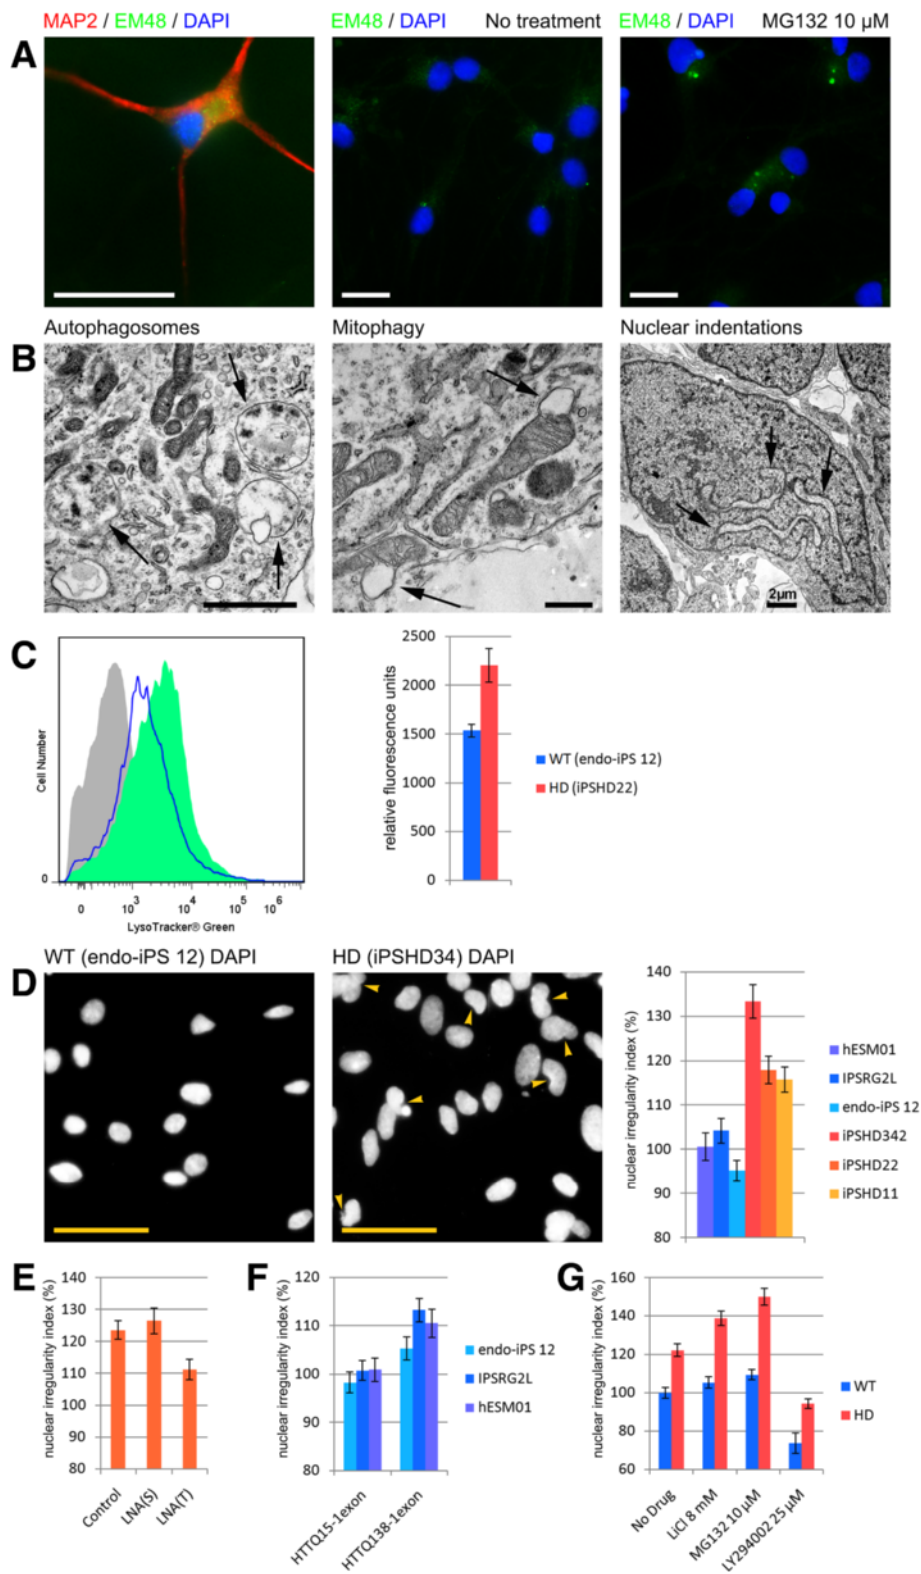 MAP2 / EM48 / DAPI
EM48 / DAPI No treatment
EM48 / DAPI MG132 10 µM
A
Autophagosomes
Mitophagy
Nuclear indentations
B
2µm
C
Cell Number
0
0 10³ 10⁴ 10⁵ 10⁶
LysoTracker® Green
relative fluorescence units
2500
2000
1500
1000
500
0
WT (endo-iPS 12)
HD (iPSHD22)
D
WT (endo-iPS 12) DAPI
HD (iPSHD34) DAPI
nuclear irregularity index (%)
140
130
120
110
100
90
80
hESM01
IPSRG2L
endo-iPS 12
iPSHD342
iPSHD22
iPSHD11
E
nuclear irregularity index (%)
140
130
120
110
100
90
80
Control
LNA(S)
LNA(T)
F
nuclear irregularity index (%)
120
110
100
90
80
HTTQ15-1exon
HTTQ138-1exon
endo-iPS 12
IPSRG2L
hESM01
G
nuclear irregularity index (%)
160
140
120
100
80
60
No Drug
LiCl 8 mM
MG132 10 µM
LY294002 25 µM
WT
HD